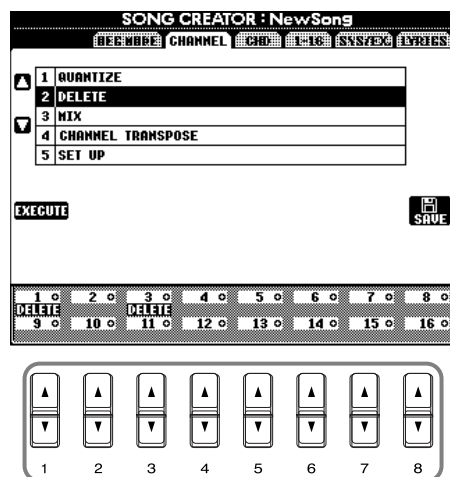 SONG CREATOR : NewSong
REC MODE CHANNEL CHD 1-16 SYS/EX. LYRICS
1 QUANTIZE
2 DELETE
3 MIX
4 CHANNEL TRANSPOSE
5 SET UP
EXECUTE
SAVE
1 2 3 4 5 6 7 8
DELETE DELETE
9 10 11 12 13 14 15 16
1 2 3 4 5 6 7 8